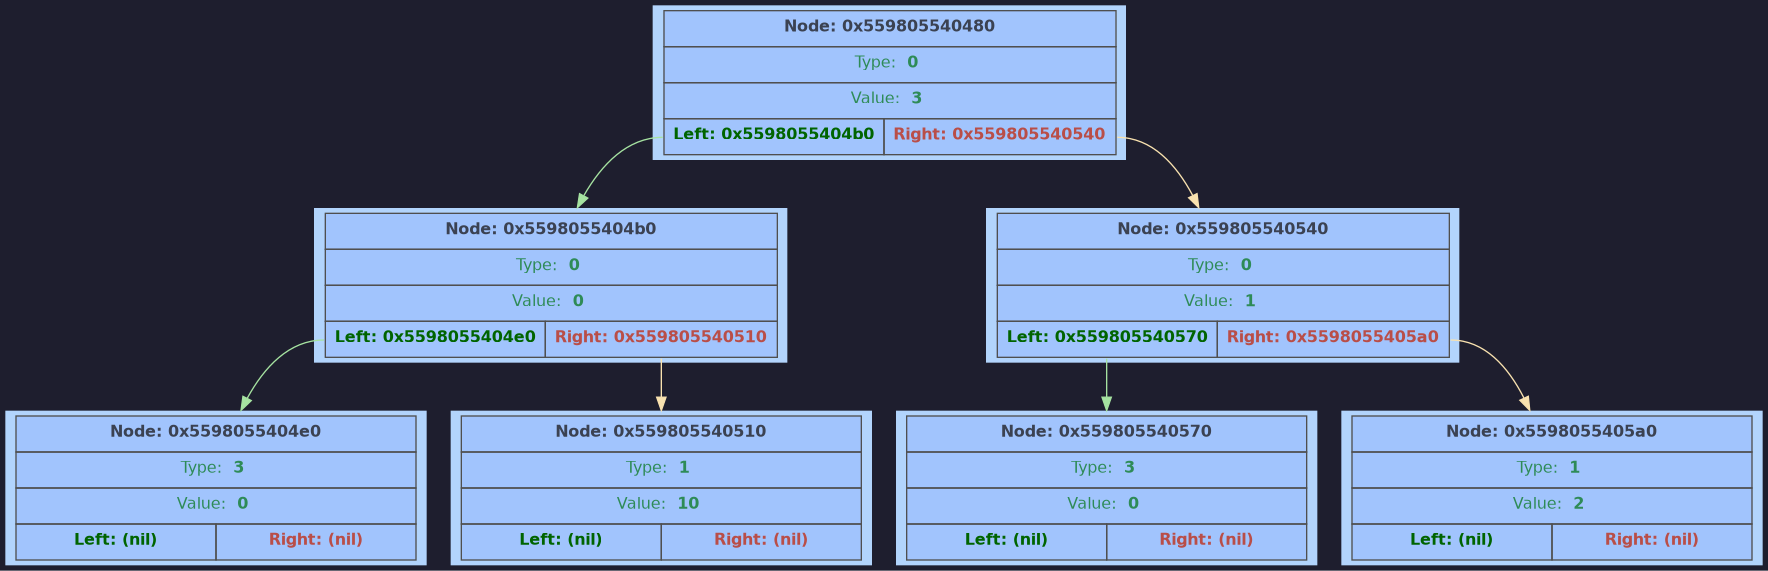 Node: 0x559805540480
Type: 0
Value: 3
Left: 0x5598055404b0 Right: 0x559805540540
Node: 0x5598055404b0 Node: 0x559805540540
Type: 0 Type: 0
Value: 0 Value: 1
Left: 0x5598055404e0 Right: 0x559805540510 Left: 0x559805540570 Right: 0x5598055405a0
Node: 0x5598055404e0 Node: 0x559805540510 Node: 0x559805540570 Node: 0x5598055405a0
Type: 3 Type: 1 Type: 3 Type: 1
Value: 0 Value: 10 Value: 0 Value: 2
Left: (nil) Right: (nil) Left: (nil) Right: (nil) Left: (nil) Right: (nil) Left: (nil) Right: (nil)